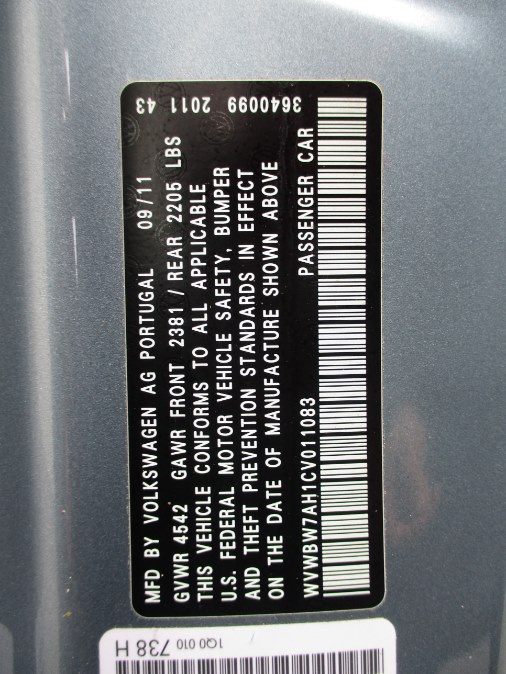 MFD BY VOLKSWAGEN AG PORTUGAL 09/11
GVWR 4542 GAWR FRONT 2381 / REAR 2205 LBS
THIS VEHICLE CONFORMS TO ALL APPLICABLE
U.S. FEDERAL MOTOR VEHICLE SAFETY, BUMPER
AND THEFT PREVENTION STANDARDS IN EFFECT
ON THE DATE OF MANUFACTURE SHOWN ABOVE
WVWBW7AH1CV011083 PASSENGER CAR
3640099 2011 43
1Q0 010 738 H